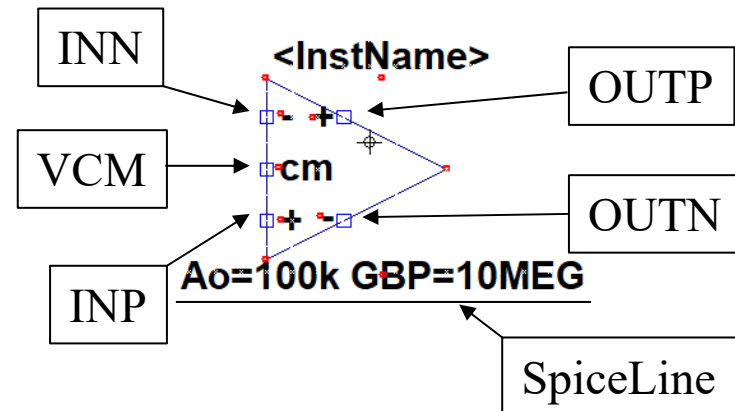 INN
<InstName>
OUTP
- +
VCM
cm
+ -
OUTN
INP
Ao=100k GBP=10MEG
SpiceLine